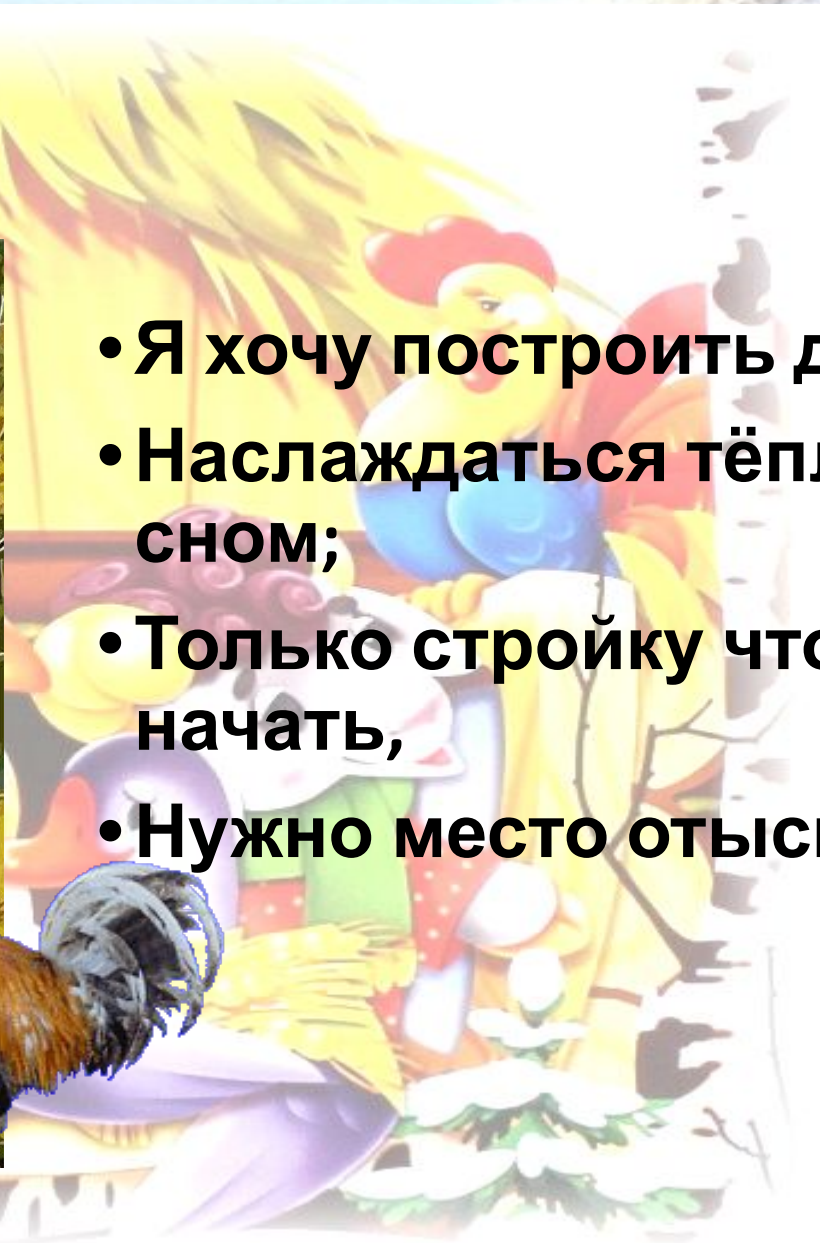 • Я хочу построить
• Наслаждаться
сном;
• Только стройку
начать,
• Нужно место